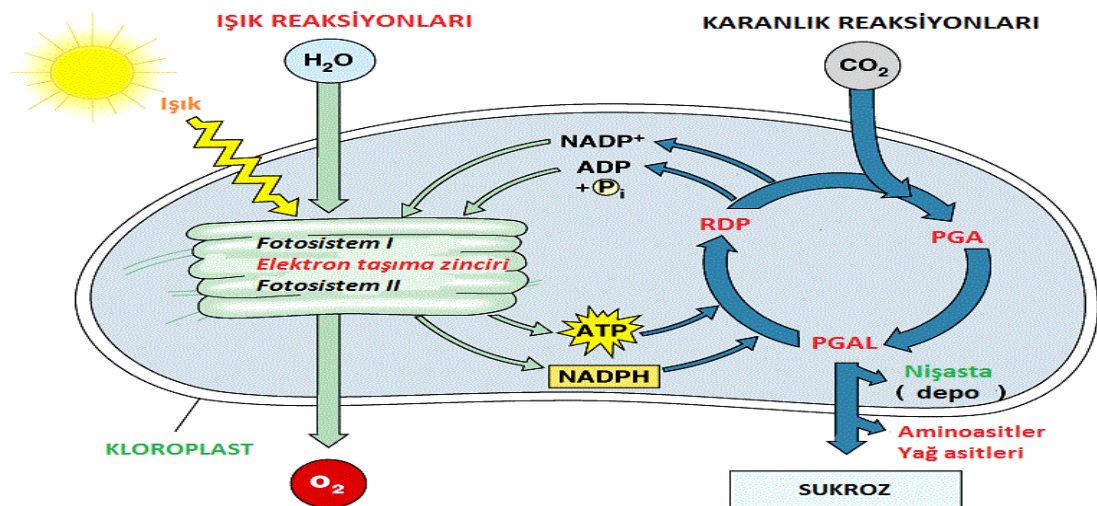 IŞIK REAKSİYONLARI
KARANLIK REAKSİYONLARI
H₂O
CO₂
Işık
NADP⁺
ADP
+ Pi
RDP
PGA
Fotosistem I
Elektron taşıma zinciri
Fotosistem II
ATP
NADPH
PGAL
Nişasta
( depo )
Aminoasitler
Yağ asitleri
KLOROPLAST
O₂
SUKROZ